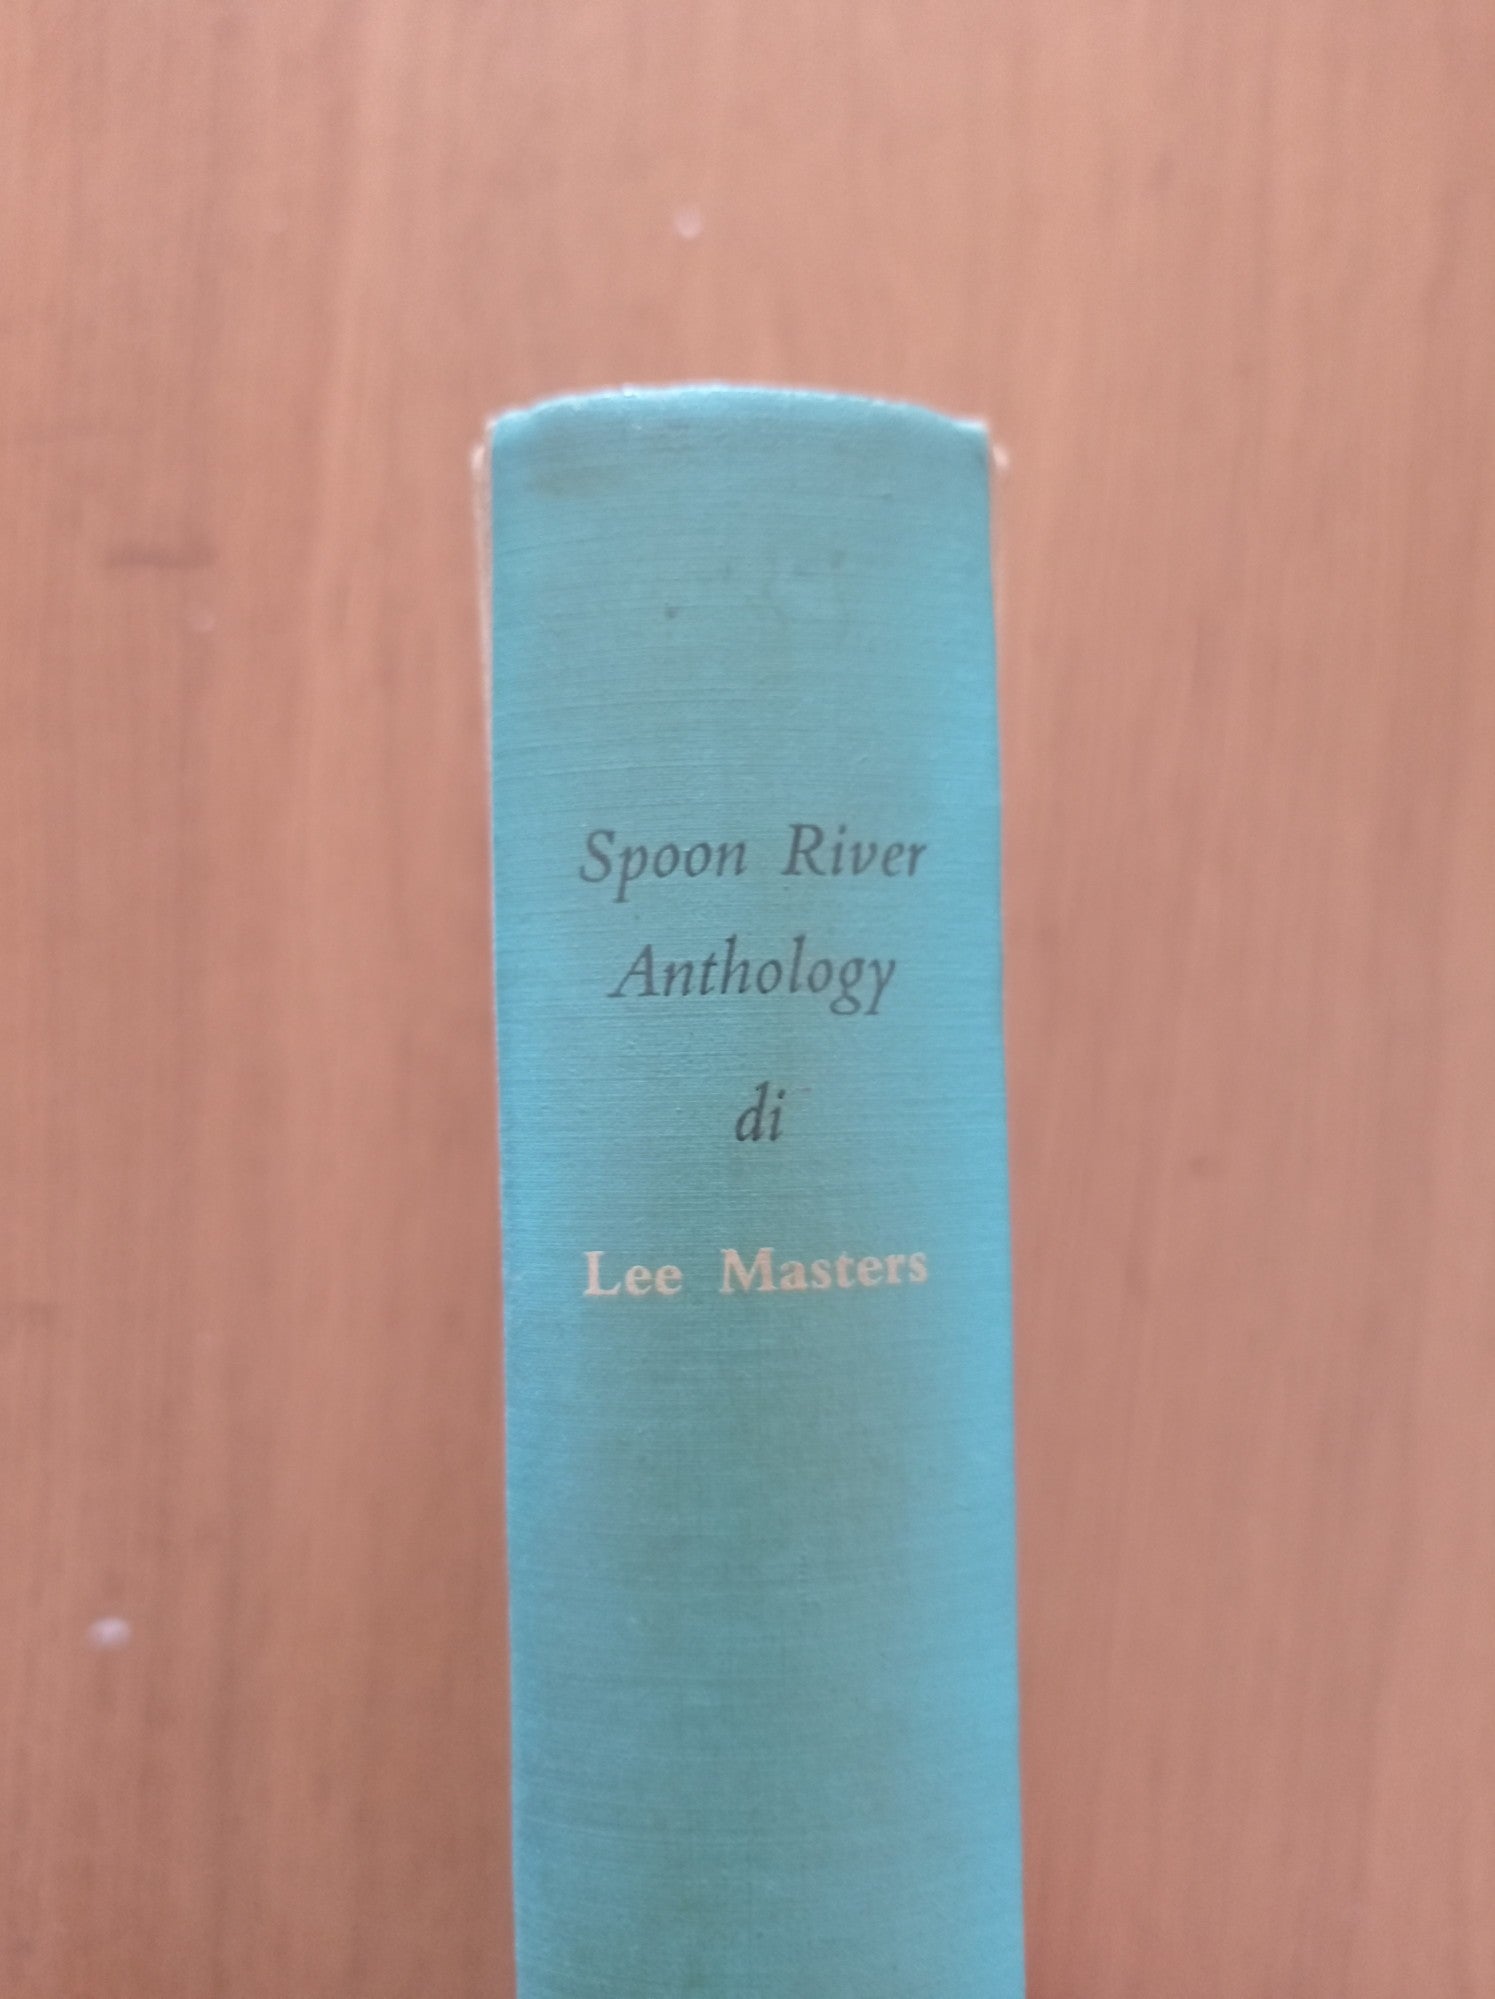 Spoon River
Anthology
di
Lee Masters